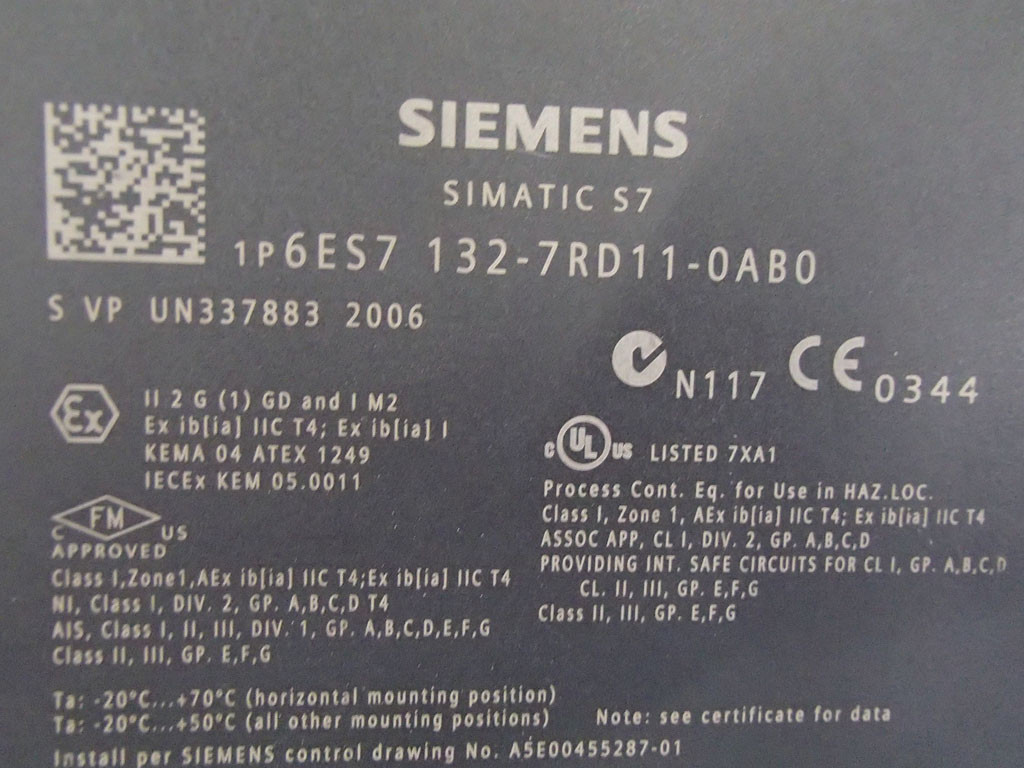 SIEMENS
SIMATIC S7
1P6ES7 132-7RD11-0AB0
S VP UN337883 2006
N117 CE 0344
Ex
II 2 G (1) GD and I M2
Ex ib[ia] IIC T4; Ex ib[ia] I
KEMA 04 ATEX 1249
IECEx KEM 05.0011
C UL US LISTED 7XA1
Process Cont. Eq. for Use in HAZ.LOC.
Class I, Zone 1, AEx ib[ia] IIC T4; Ex ib[ia] IIC T4
ASSOC APP, CL I, DIV. 2, GP. A,B,C,D
PROVIDING INT. SAFE CIRCUITS FOR CL I, GP. A,B,C,D
CL. II, III, GP. E,F,G
Class II, III, GP. E,F,G
C FM US
APPROVED
Class I,Zone1,AEx ib[ia] IIC T4;Ex ib[ia] IIC T4
NI, Class I, DIV. 2, GP. A,B,C,D T4
AIS, Class I, II, III, DIV. 1, GP. A,B,C,D,E,F,G
Class II, III, GP. E,F,G
Ta: -20°C...+70°C (horizontal mounting position)
Ta: -20°C...+50°C (all other mounting positions)
Note: see certificate for data
Install per SIEMENS control drawing No. A5E00455287-01